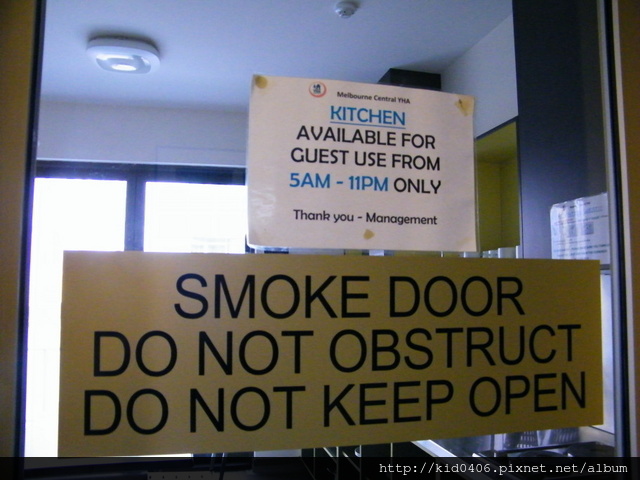 Melbourne Central YHA
KITCHEN
AVAILABLE FOR
GUEST USE FROM
5AM - 11PM ONLY
Thank you - Management
SMOKE DOOR
DO NOT OBSTRUCT
DO NOT KEEP OPEN
http://kid0406.pixnet.net/album